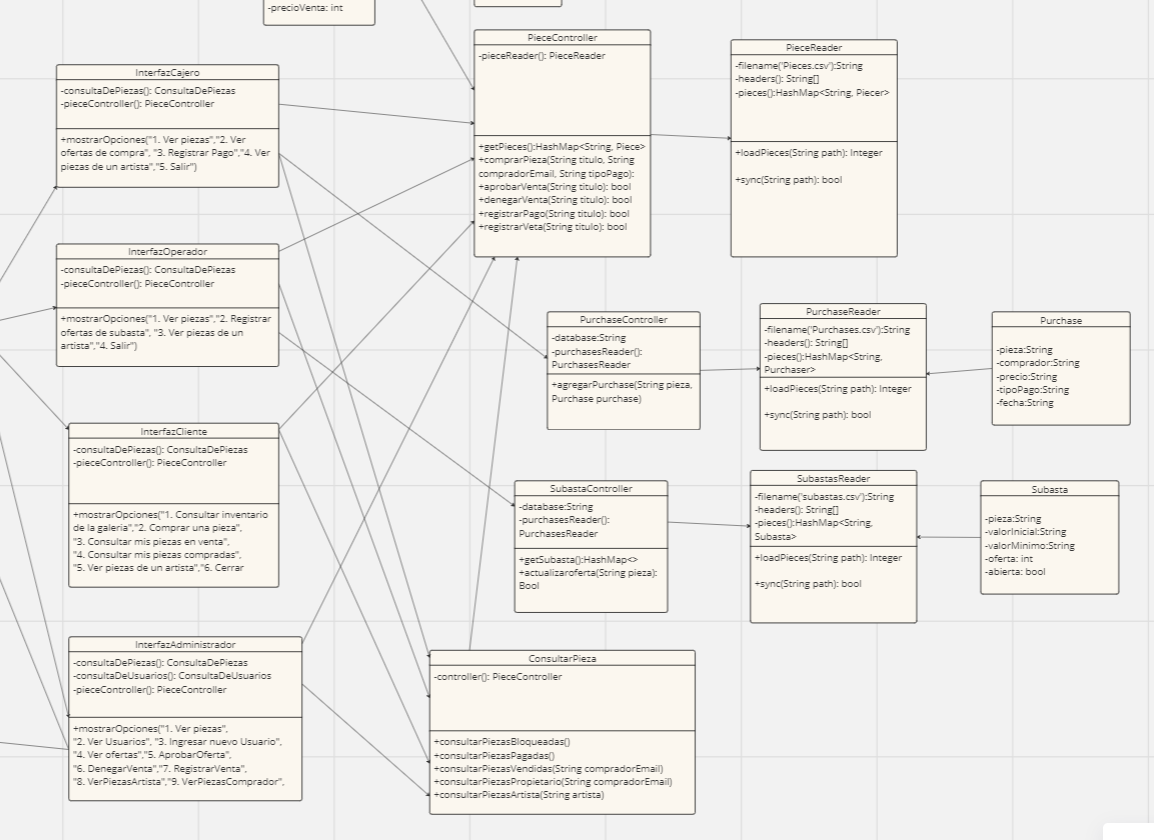 -precioVenta: int
PieceController
-pieceReader(): PieceReader
+getPieces():HashMap<String, Piece>
+comprarPieza(String titulo, String
compradorEmail, String tipoPago):
+aprobarVenta(String titulo): bool
+denegarVenta(String titulo): bool
+registrarPago(String titulo): bool
+registrarVeta(String titulo): bool
PieceReader
-filename('Pieces.csv'):String
-headers(): String[]
-pieces():HashMap<String, Piecer>
+loadPieces(String path): Integer
+sync(String path): bool
InterfazCajero
-consultaDePiezas(): ConsultaDePiezas
-pieceController(): PieceController
+mostrarOpciones("1. Ver piezas","2. Ver
ofertas de compra", "3. Registrar Pago","4. Ver
piezas de un artista","5. Salir")
InterfazOperador
-consultaDePiezas(): ConsultaDePiezas
-pieceController(): PieceController
+mostrarOpciones("1. Ver piezas","2. Registrar
ofertas de subasta", "3. Ver piezas de un
artista","4. Salir")
PurchaseController
-database:String
-purchasesReader():
PurchasesReader
+agregarPurchase(String pieza,
Purchase purchase)
PurchaseReader
-filename('Purchases.csv'):String
-headers(): String[]
-pieces():HashMap<String,
Purchaser>
+loadPieces(String path): Integer
+sync(String path): bool
Purchase
-pieza:String
-comprador:String
-precio:String
-tipoPago:String
-fecha:String
InterfazCliente
-consultaDePiezas(): ConsultaDePiezas
-pieceController(): PieceController
+mostrarOpciones("1. Consultar inventario
de la galeria","2. Comprar una pieza",
"3. Consultar mis piezas en venta",
"4. Consultar mis piezas compradas",
"5. Ver piezas de un artista","6. Cerrar
SubastaController
-database:String
-purchasesReader():
PurchasesReader
+getSubasta():HashMap<>
+actualizaroferta(String pieza):
Bool
SubastasReader
-filename('subastas.csv'):String
-headers(): String[]
-pieces():HashMap<String,
Subasta>
+loadPieces(String path): Integer
+sync(String path): bool
Subasta
-pieza:String
-valorInicial:String
-valorMinimo:String
-oferta: int
-abierta: bool
InterfazAdministrador
-consultaDePiezas(): ConsultaDePiezas
-consultaDeUsuarios(): ConsultaDeUsuarios
-pieceController(): PieceController
+mostrarOpciones("1. Ver piezas",
"2. Ver Usuarios", "3. Ingresar nuevo Usuario",
"4. Ver ofertas","5. AprobarOferta",
"6. DenegarVenta","7. RegistrarVenta",
"8. VerPiezasArtista","9. VerPiezasComprador",
ConsultarPieza
-controller(): PieceController
+consultarPiezasBloqueadas()
+consultarPiezasPagadas()
+consultarPiezasVendidas(String compradorEmail)
+consultarPiezasPropietario(String compradorEmail)
+consultarPiezasArtista(String artista)